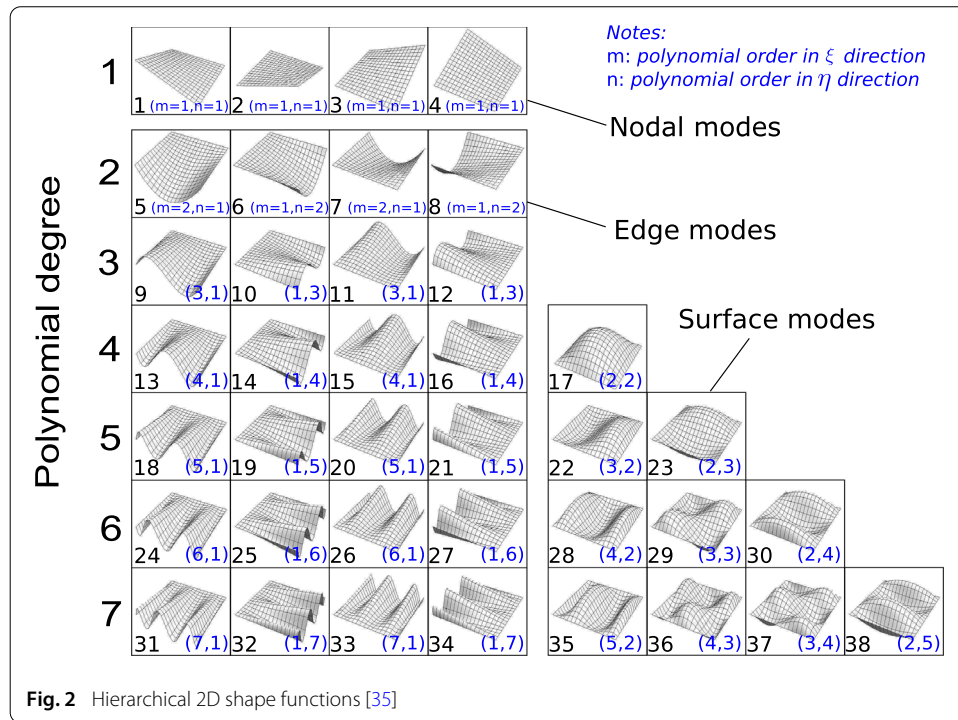 Notes:
m: polynomial order in ξ direction
n: polynomial order in η direction
Polynomial degree
1
1 (m=1,n=1) 2 (m=1,n=1) 3 (m=1,n=1) 4 (m=1,n=1)
Nodal modes
2
5 (m=2,n=1) 6 (m=1,n=2) 7 (m=2,n=1) 8 (m=1,n=2)
Edge modes
3
9 (3,1) 10 (1,3) 11 (3,1) 12 (1,3)
Surface modes
4
13 (4,1) 14 (1,4) 15 (4,1) 16 (1,4) 17 (2,2)
5
18 (5,1) 19 (1,5) 20 (5,1) 21 (1,5) 22 (3,2) 23 (2,3)
6
24 (6,1) 25 (1,6) 26 (6,1) 27 (1,6) 28 (4,2) 29 (3,3) 30 (2,4)
7
31 (7,1) 32 (1,7) 33 (7,1) 34 (1,7) 35 (5,2) 36 (4,3) 37 (3,4) 38 (2,5)
Fig. 2 Hierarchical 2D shape functions [35]